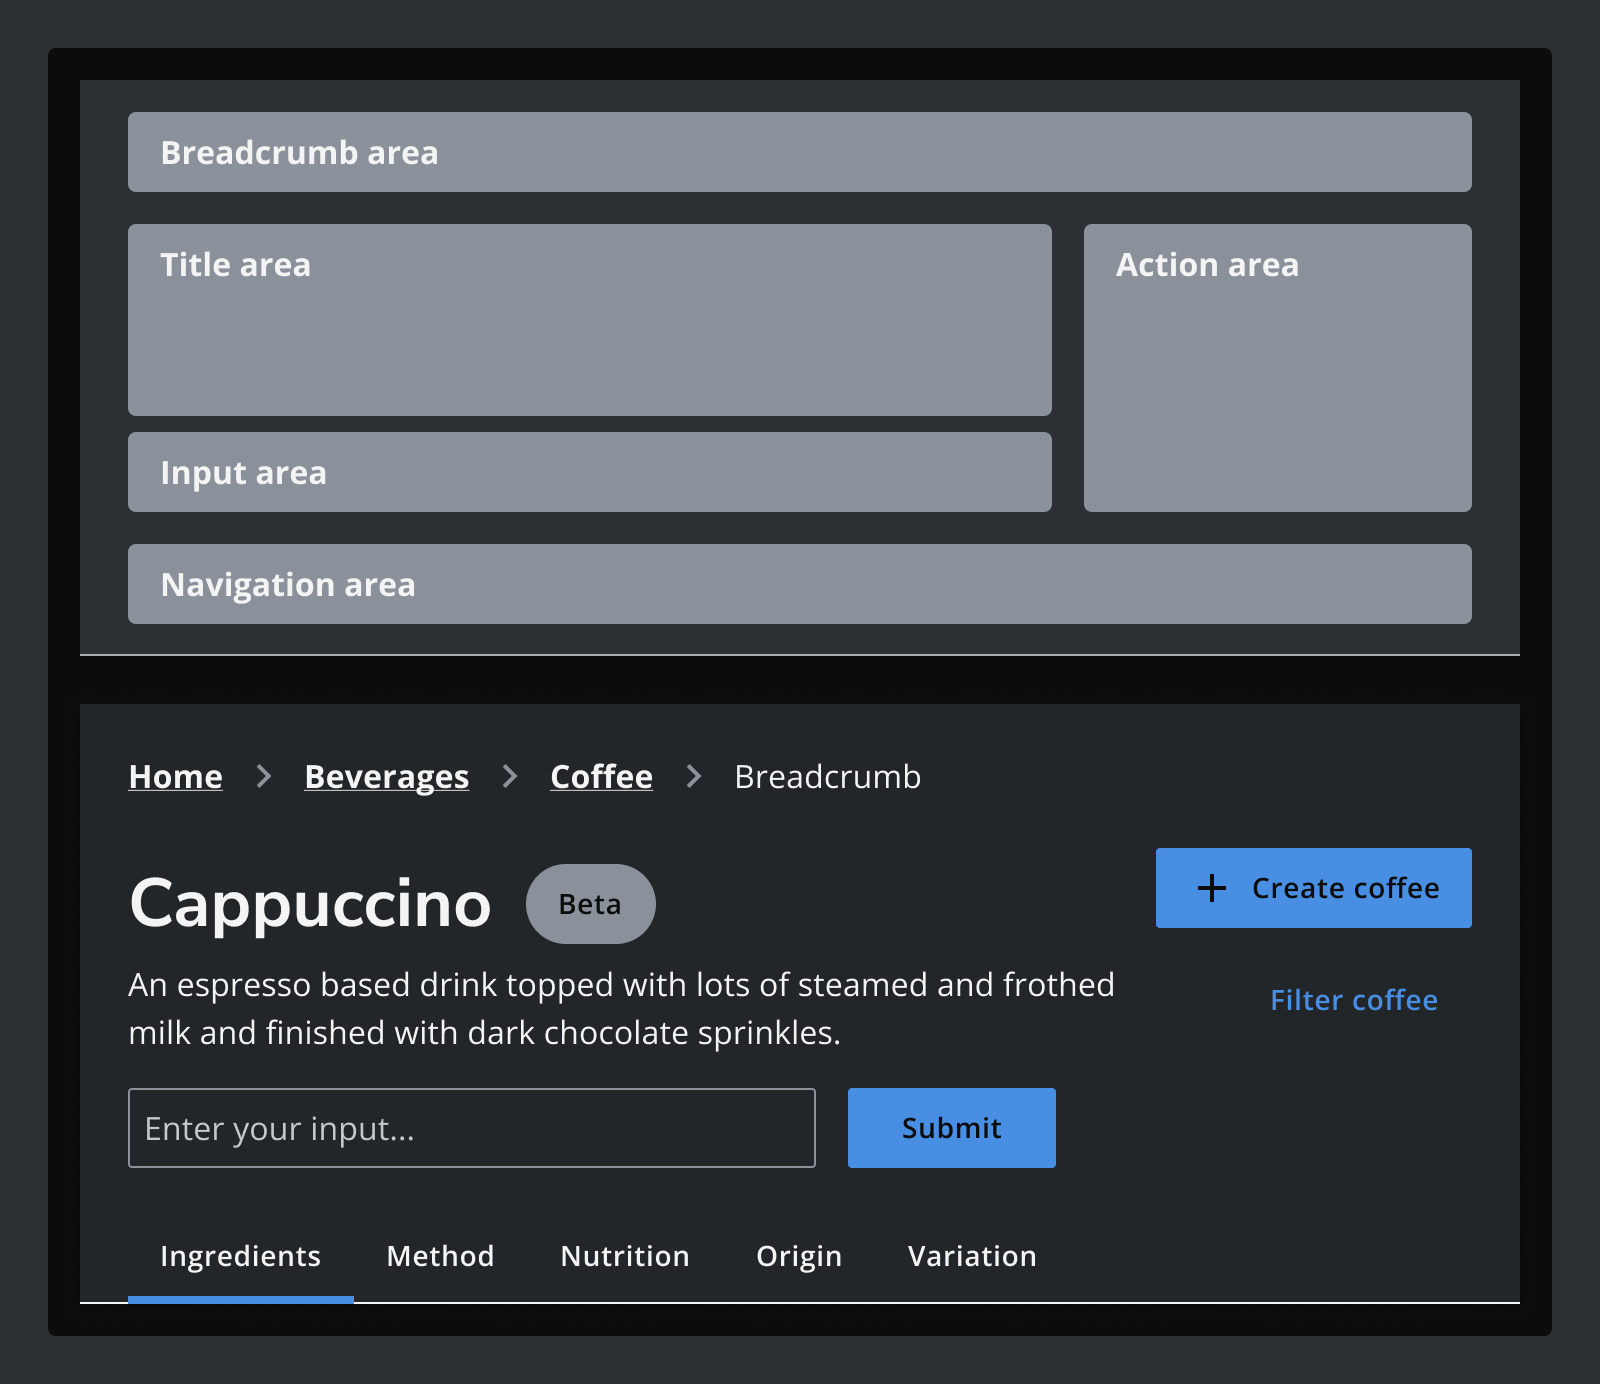 Breadcrumb area
Title area
Action area
Input area
Navigation area
Home > Beverages > Coffee > Breadcrumb
Cappuccino Beta
+ Create coffee
An espresso based drink topped with lots of steamed and frothed
milk and finished with dark chocolate sprinkles.
Filter coffee
Enter your input...
Submit
Ingredients Method Nutrition Origin Variation